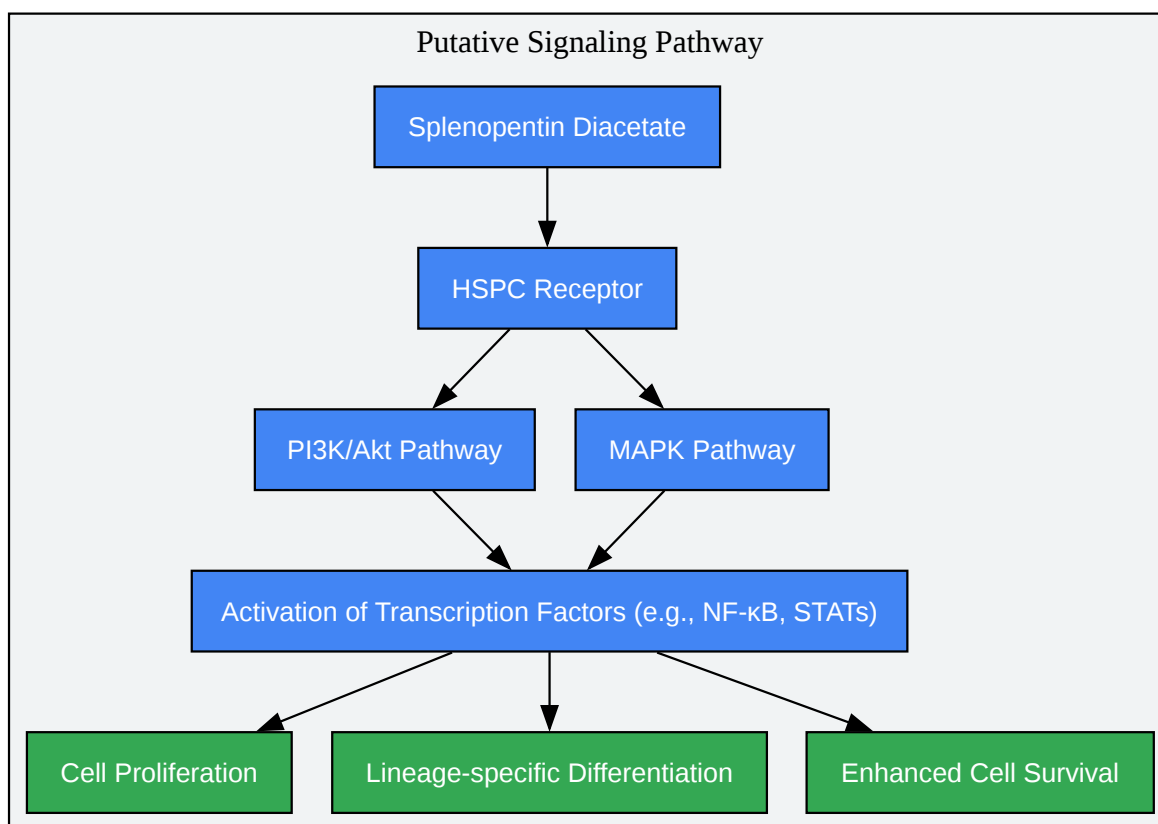 Putative Signaling Pathway
Splenopentin Diacetate
HSPC Receptor
PI3K/Akt Pathway
MAPK Pathway
Activation of Transcription Factors (e.g., NF-κB, STATs)
Cell Proliferation
Lineage-specific Differentiation
Enhanced Cell Survival